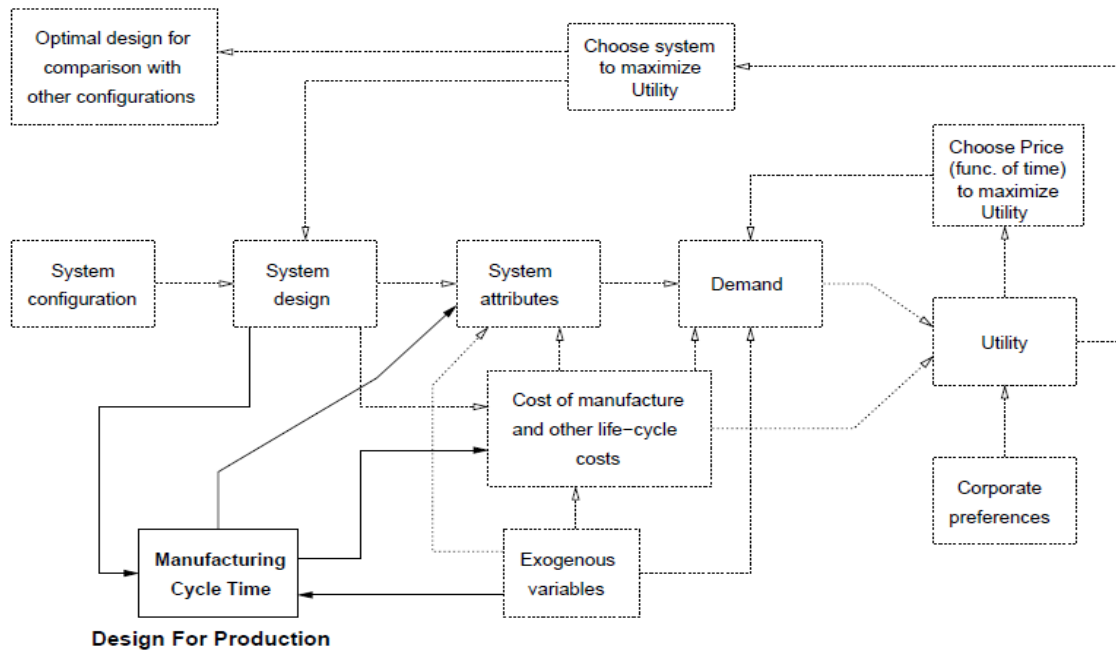 Optimal design for
comparison with
other configurations
Choose system
to maximize
Utility
Choose Price
(func. of time)
to maximize
Utility
System
configuration
System
design
System
attributes
Demand
Utility
Cost of manufacture
and other life−cycle
costs
Corporate
preferences
Manufacturing
Cycle Time
Exogenous
variables
Design For Production